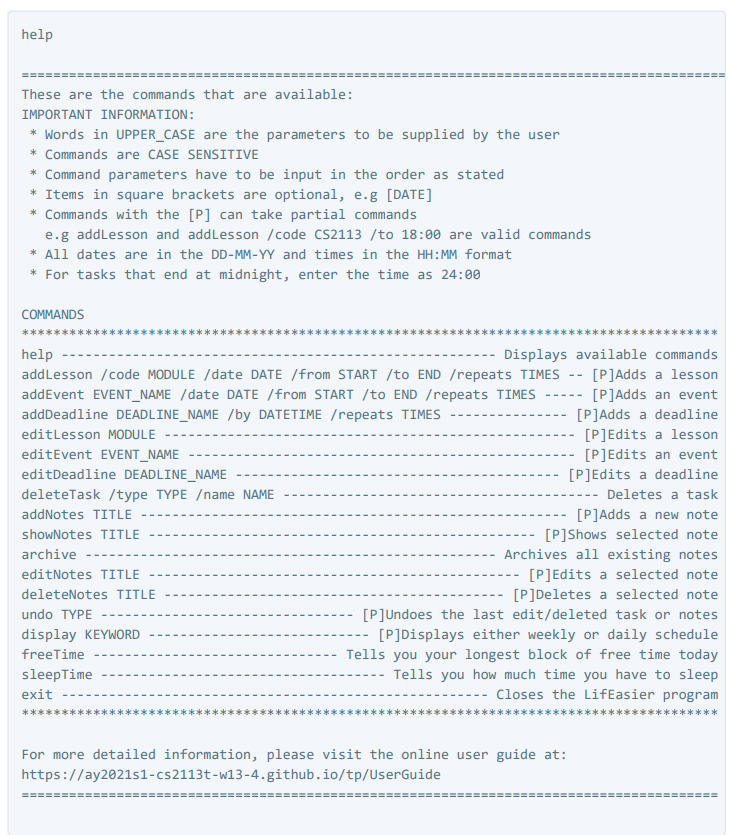 help
==========================================================================================
These are the commands that are available:
IMPORTANT INFORMATION:
 * Words in UPPER_CASE are the parameters to be supplied by the user
 * Commands are CASE SENSITIVE
 * Command parameters have to be input in the order as stated
 * Items in square brackets are optional, e.g [DATE]
 * Commands with the [P] can take partial commands
   e.g addLesson and addLesson /code CS2113 /to 18:00 are valid commands
 * All dates are in the DD-MM-YY and times in the HH:MM format
 * For tasks that end at midnight, enter the time as 24:00
COMMANDS
****************************************************************************************
help ------------------------------------------------------- Displays available commands
addLesson /code MODULE /date DATE /from START /to END /repeats TIMES -- [P]Adds a lesson
addEvent EVENT_NAME /date DATE /from START /to END /repeats TIMES ----- [P]Adds an event
addDeadline DEADLINE_NAME /by DATETIME /repeats TIMES --------------- [P]Adds a deadline
editLesson MODULE ---------------------------------------------------- [P]Edits a lesson
editEvent EVENT_NAME ------------------------------------------------- [P]Edits an event
editDeadline DEADLINE_NAME ----------------------------------------- [P]Edits a deadline
deleteTask /type TYPE /name NAME ---------------------------------------- Deletes a task
addNotes TITLE ------------------------------------------------------ [P]Adds a new note
showNotes TITLE ------------------------------------------------- [P]Shows selected note
archive ---------------------------------------------------- Archives all existing notes
editNotes TITLE ----------------------------------------------- [P]Edits a selected note
deleteNotes TITLE ------------------------------------------- [P]Deletes a selected note
undo TYPE -------------------------------- [P]Undoes the last edit/deleted task or notes
display KEYWORD ---------------------------- [P]Displays either weekly or daily schedule
freeTime ------------------------------- Tells you your longest block of free time today
sleepTime ------------------------------------ Tells you how much time you have to sleep
exit ------------------------------------------------------ Closes the LifEasier program
****************************************************************************************
For more detailed information, please visit the online user guide at:
https://ay2021s1-cs2113t-w13-4.github.io/tp/UserGuide
========================================================================================